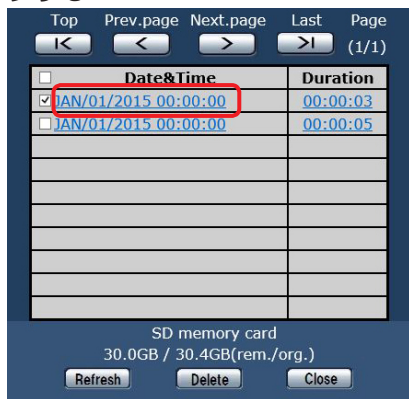 Top Prev.page Next.page Last Page
(1/1)
Date&Time Duration
JAN/01/2015 00:00:00 00:00:03
JAN/01/2015 00:00:00 00:00:05
SD memory card
30.0GB / 30.4GB(rem./org.)
Refresh Delete Close